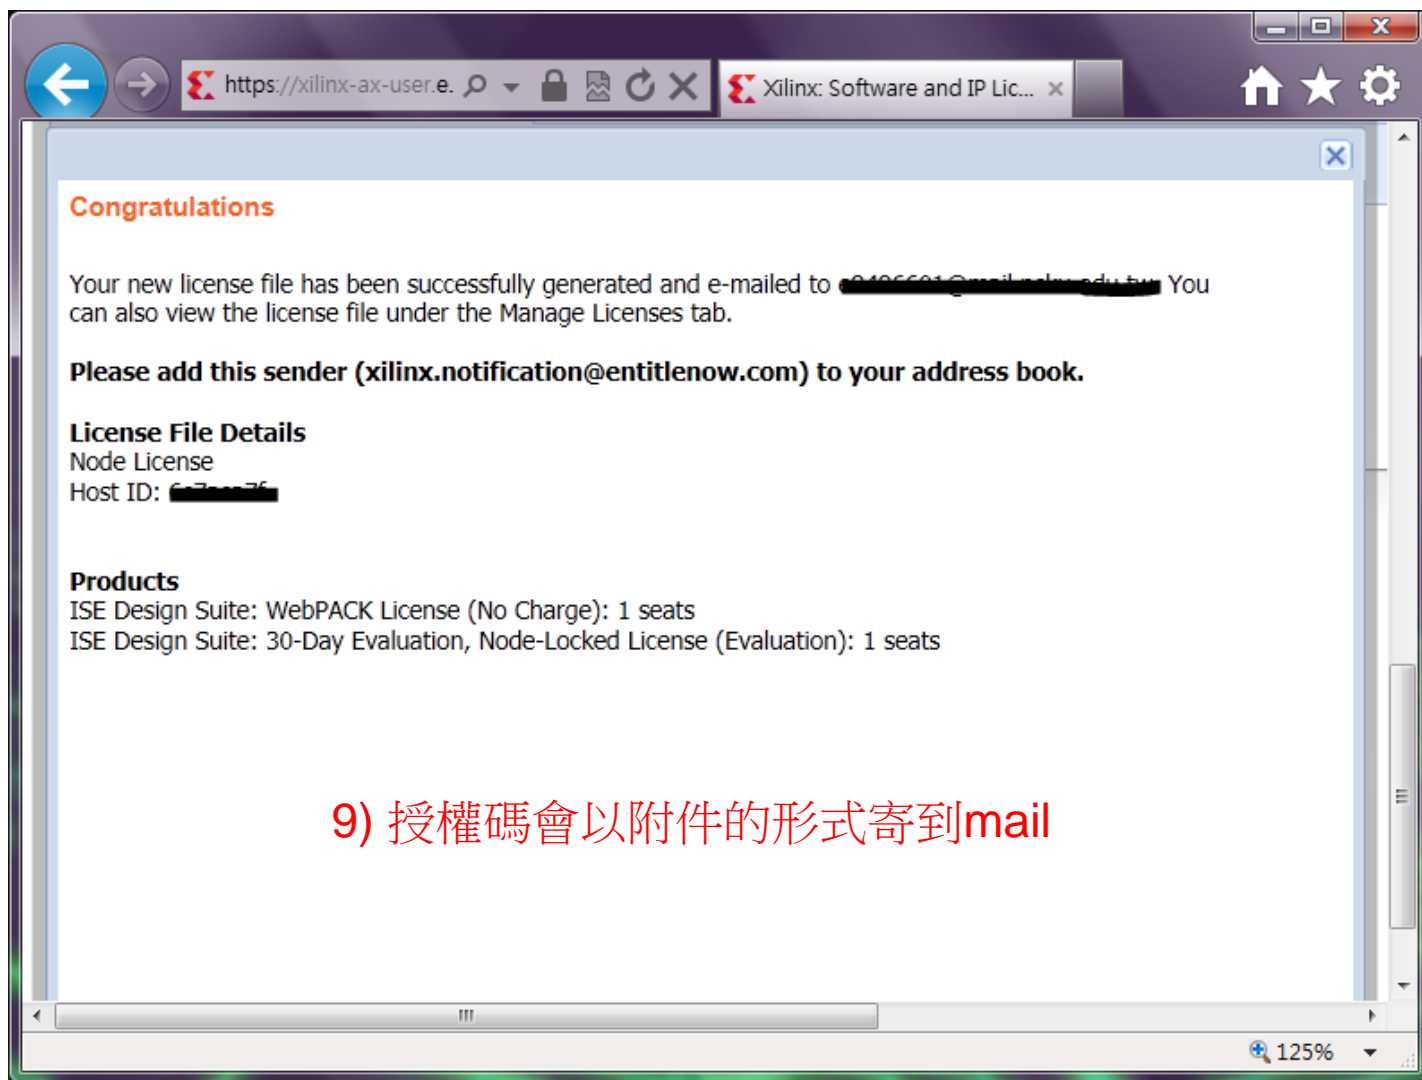 https://xilinx-ax-user.e.
Xilinx: Software and IP Lic...
Congratulations
Your new license file has been successfully generated and e-mailed to You
can also view the license file under the Manage Licenses tab.
Please add this sender (xilinx.notification@entitlenow.com) to your address book.
License File Details
Node License
Host ID:
Products
ISE Design Suite: WebPACK License (No Charge): 1 seats
ISE Design Suite: 30-Day Evaluation, Node-Locked License (Evaluation): 1 seats
9) 授權碼會以附件的形式寄到mail
125%